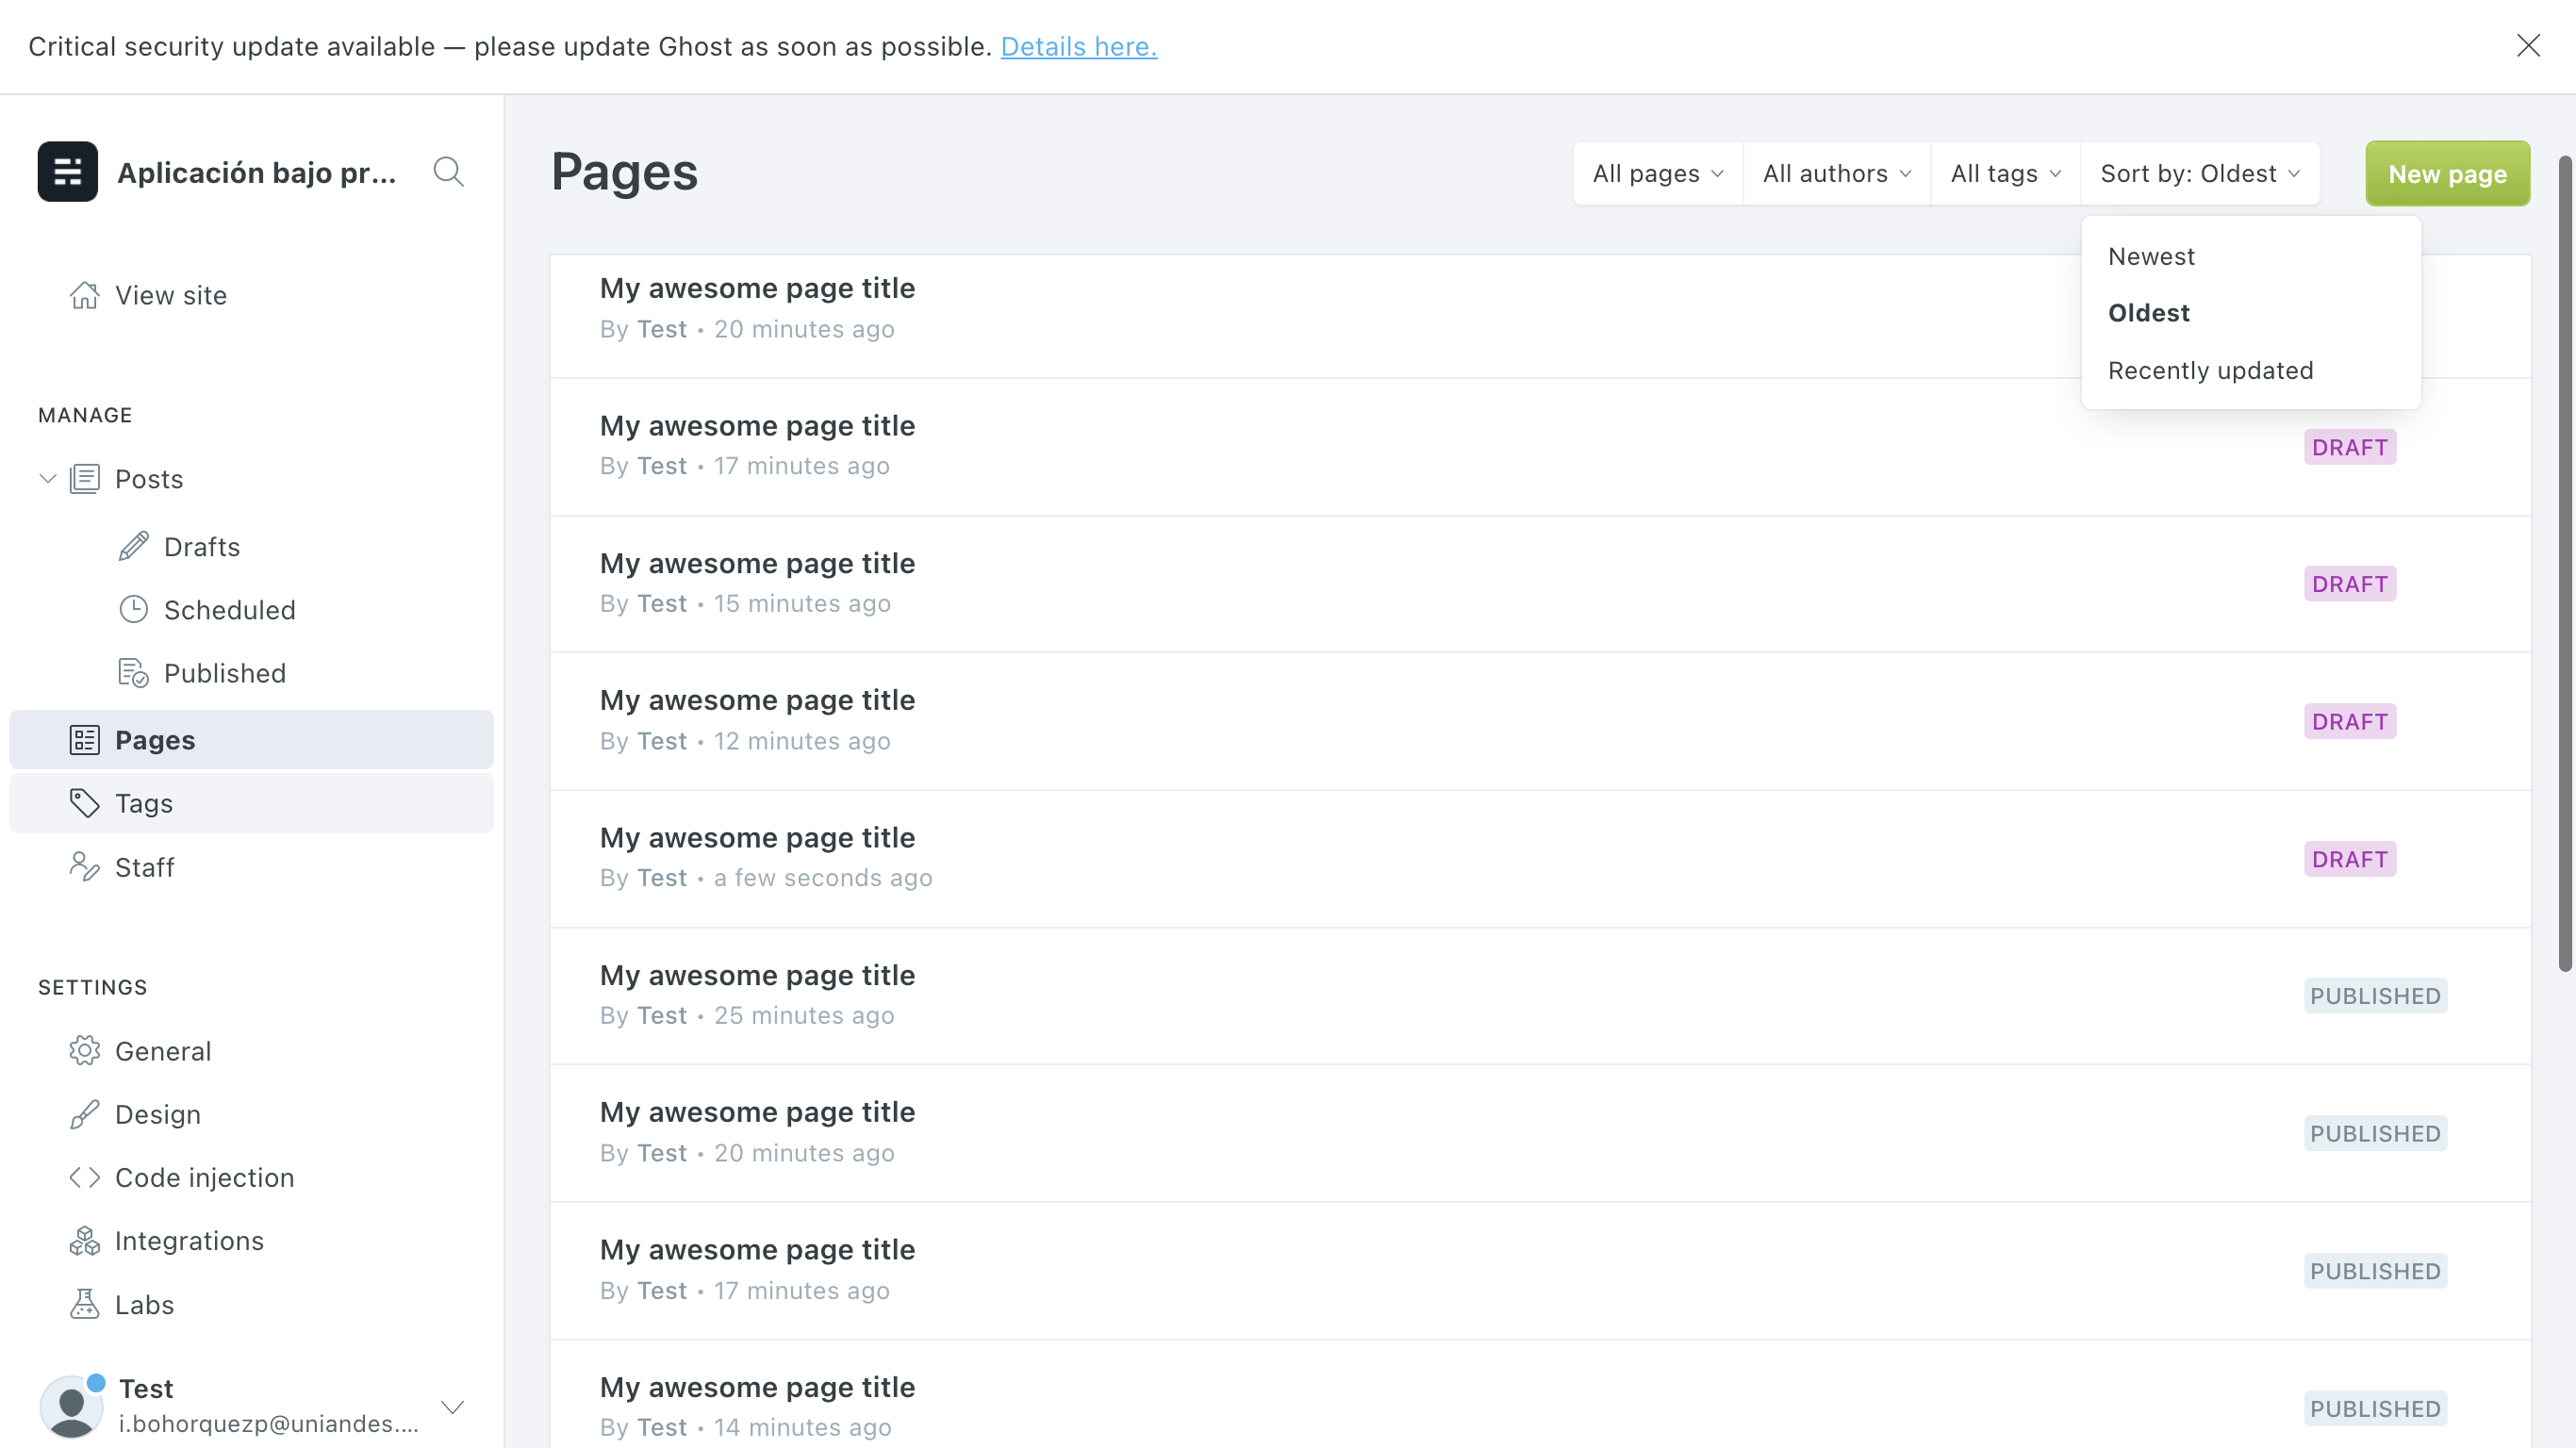 Critical security update available — please update Ghost as soon as possible. Details here.
Aplicación bajo pr...
View site
MANAGE
Posts
Drafts
Scheduled
Published
Pages
Tags
Staff
SETTINGS
General
Design
Code injection
Integrations
Labs
Test
i.bohorquezp@uniandes....
Pages
All pages
All authors
All tags
Sort by: Oldest
New page
Newest
Oldest
Recently updated
My awesome page title
By Test • 20 minutes ago
My awesome page title
By Test • 17 minutes ago
DRAFT
My awesome page title
By Test • 15 minutes ago
DRAFT
My awesome page title
By Test • 12 minutes ago
DRAFT
My awesome page title
By Test • a few seconds ago
DRAFT
My awesome page title
By Test • 25 minutes ago
PUBLISHED
My awesome page title
By Test • 20 minutes ago
PUBLISHED
My awesome page title
By Test • 17 minutes ago
PUBLISHED
My awesome page title
By Test • 14 minutes ago
PUBLISHED